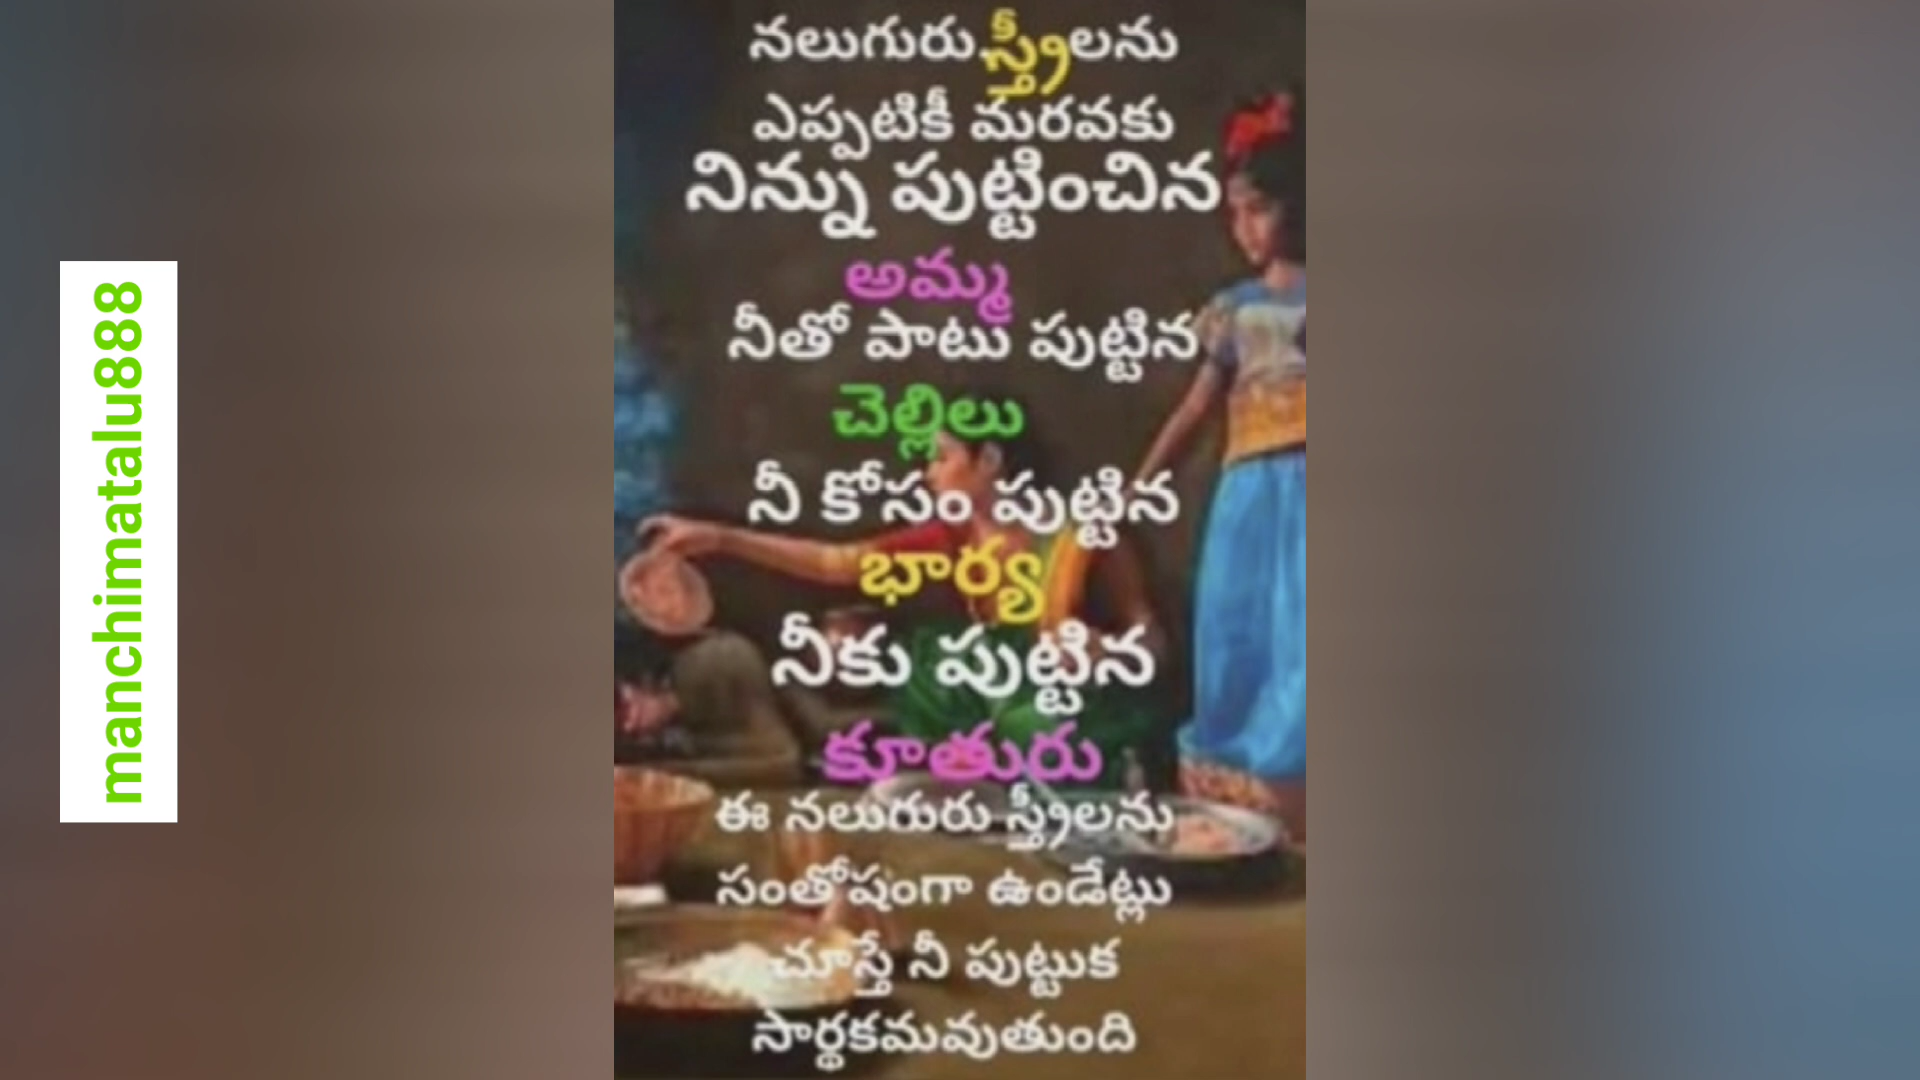 manchimatalu888
నలుగురు స్త్రీలను
ఎప్పటికీ మరవకు
నిన్ను పుట్టించిన
అమ్మ
నీతో పాటు పుట్టిన
చెల్లిలు
నీ కోసం పుట్టిన
భార్య
నీకు పుట్టిన
కూతురు
ఈ నలుగురు స్త్రీలను
సంతోషంగా ఉండేట్లు
చూస్తే నీ పుట్టుక
సార్థకమవుతుంది